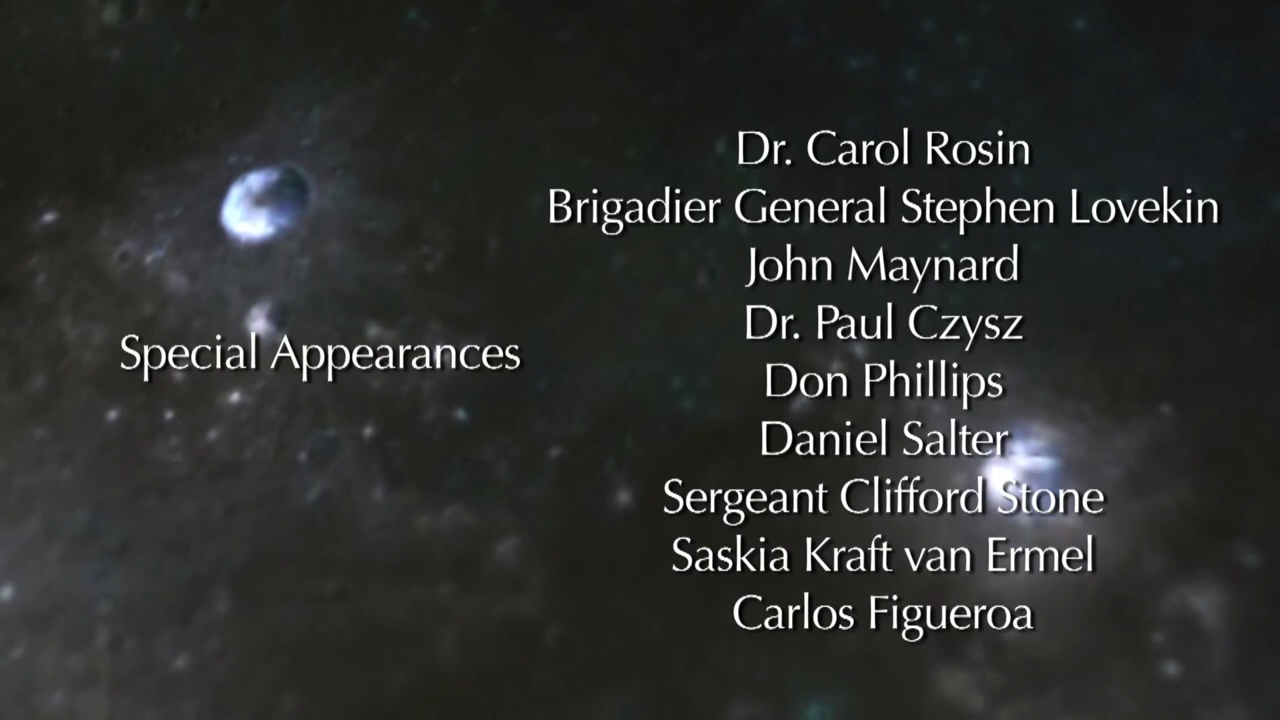 Special Appearances
Dr. Carol Rosin
Brigadier General Stephen Lovekin
John Maynard
Dr. Paul Czysz
Don Phillips
Daniel Salter
Sergeant Clifford Stone
Saskia Kraft van Ermel
Carlos Figueroa